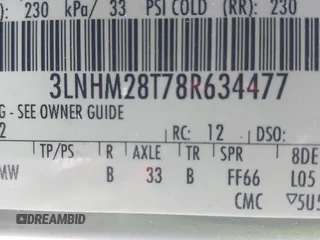 : 230 kPa/ 33 PSI COLD (RR): 230
3LNHM28T78R634477
G - SEE OWNER GUIDE
2 RC: 12 DSO:
TP/PS R AXLE TR SPR 8DE
MW B 33 B FF66 L05
CMC ▽5U5
DREAMBID